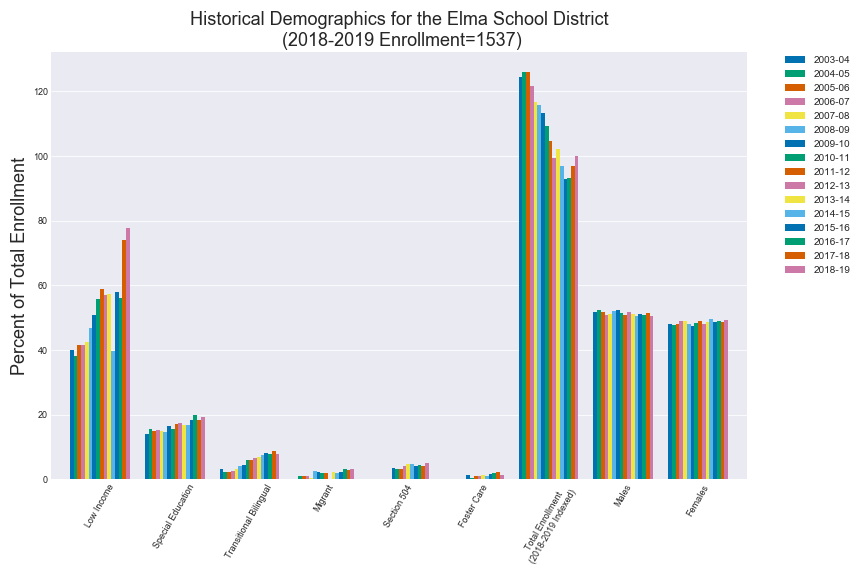 Historical Demographics for the Elma School District
(2018-2019 Enrollment=1537)
Percent of Total Enrollment
120
100
80
60
40
20
0
Low Income
Special Education
Transitional Bilingual
Migrant
Section 504
Foster Care
Total Enrollment
(2018-2019 Indexed)
Males
Females
2003-04
2004-05
2005-06
2006-07
2007-08
2008-09
2009-10
2010-11
2011-12
2012-13
2013-14
2014-15
2015-16
2016-17
2017-18
2018-19